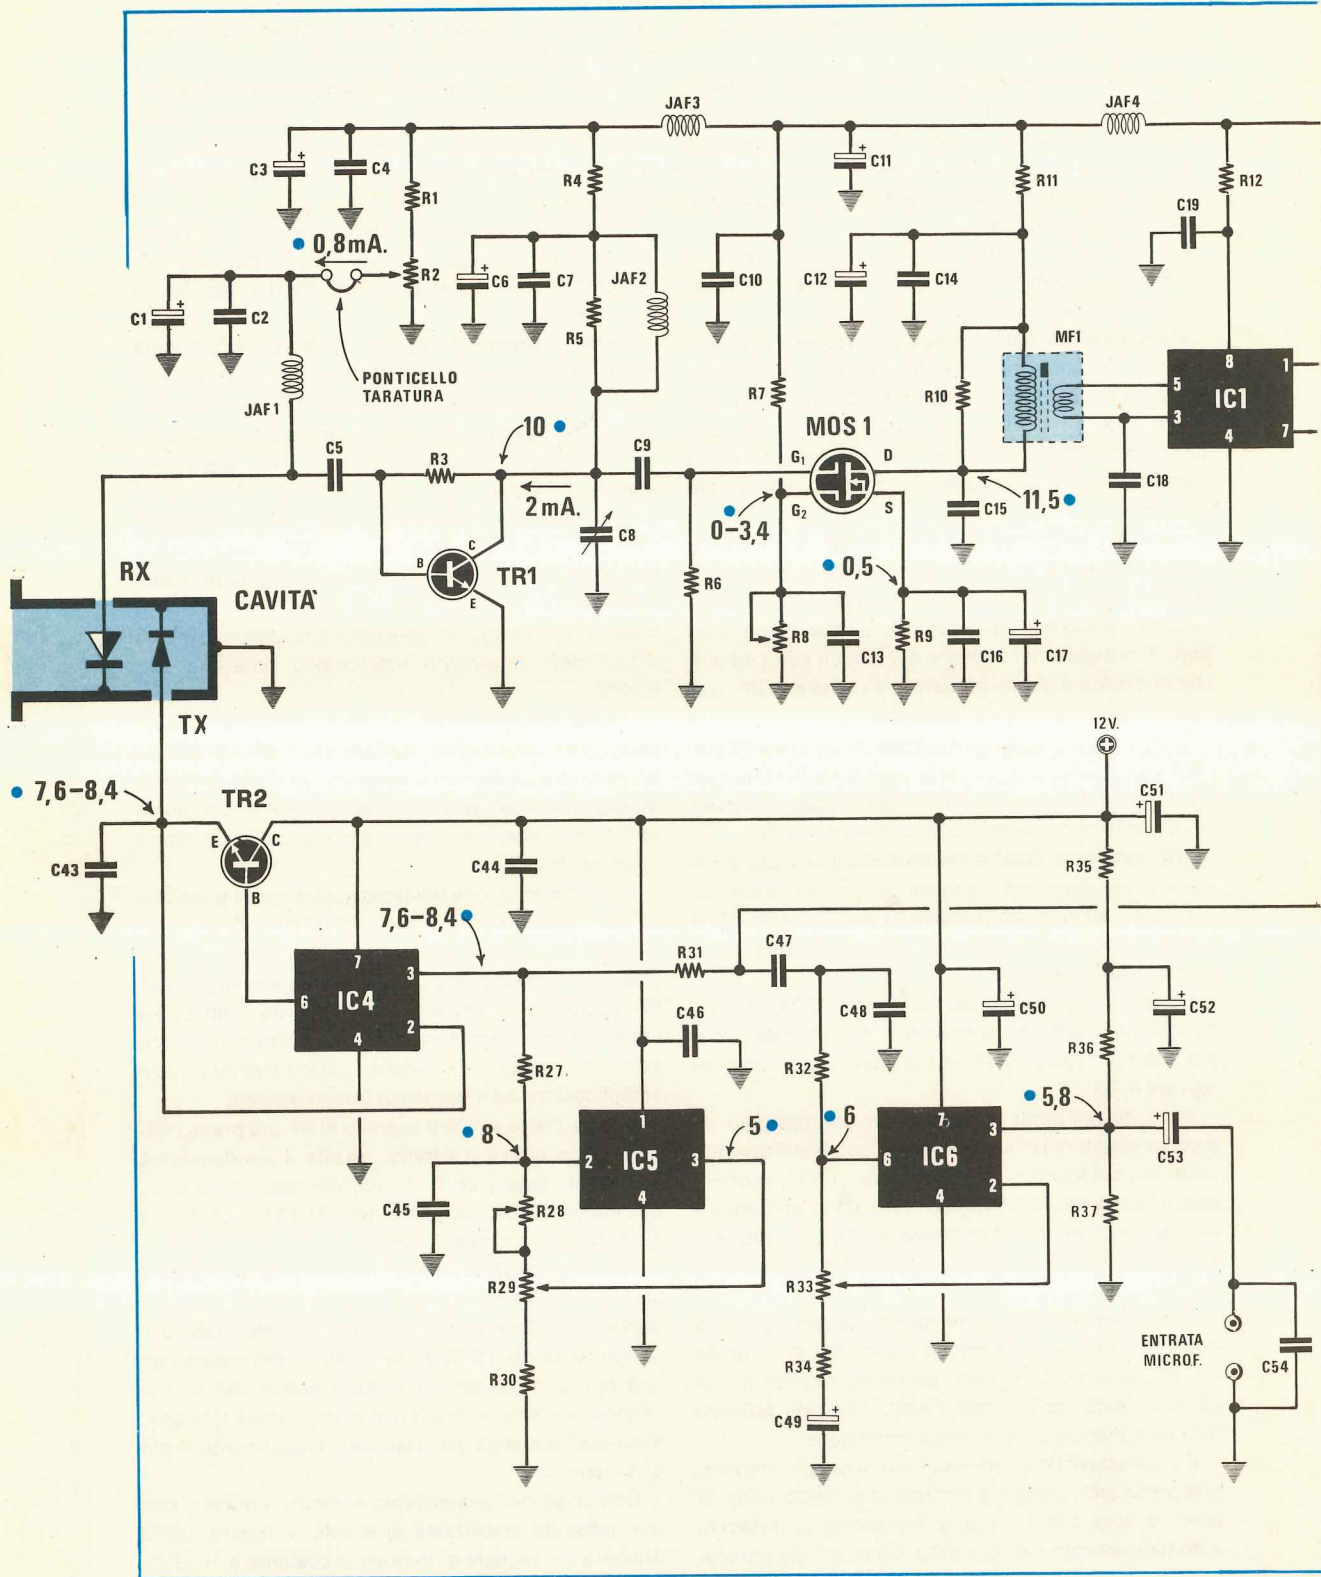 JAF3
JAF4
C3 +
C4
R1
R4
C11 +
R11
R12
C19
0,8mA.
R2
C6 +
C7
JAF2
C10
C12 +
C14
C1 +
C2
R5
MF1
JAF1
PONTICELLO
TARATURA
R7
R10
5
8
1
3
IC1
4
7
MOS 1
10
C5
R3
C9
G1
D
G2
S
2mA.
C8
0–3,4
11,5
C15
C18
B
C
E
TR1
R6
0,5
RX
CAVITÀ
R8
C13
R9
C16
C17 +
TX
12V.
7,6–8,4
TR2
C51 +
E
C
B
C43
C44
R35
7,6–8,4
R31
C47
7
3
6
IC4
2
4
C46
C48
C50 +
C52 +
R27
R32
R36
8
5
6
5,8
1
2
IC5
3
4
7
3
6
IC6
2
4
C53 +
C45
R28
R37
R29
R33
ENTRATA
MICROF.
C54
R30
R34
C49 +